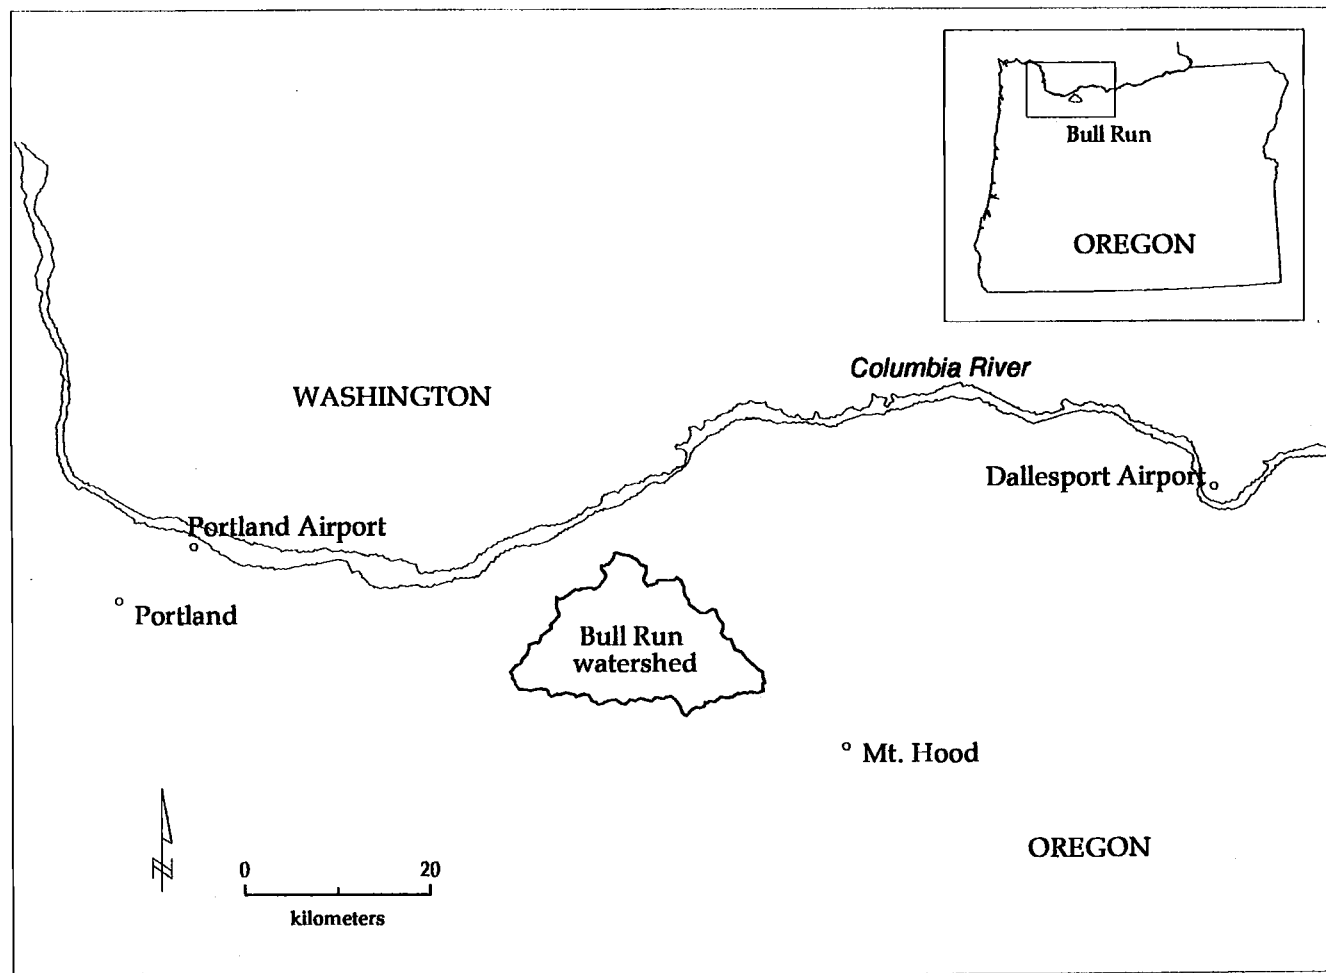 Bull Run
OREGON
Columbia River
WASHINGTON
Dallesport Airport
Portland Airport
Portland
Bull Run
watershed
Mt. Hood
OREGON
N
0 20
kilometers